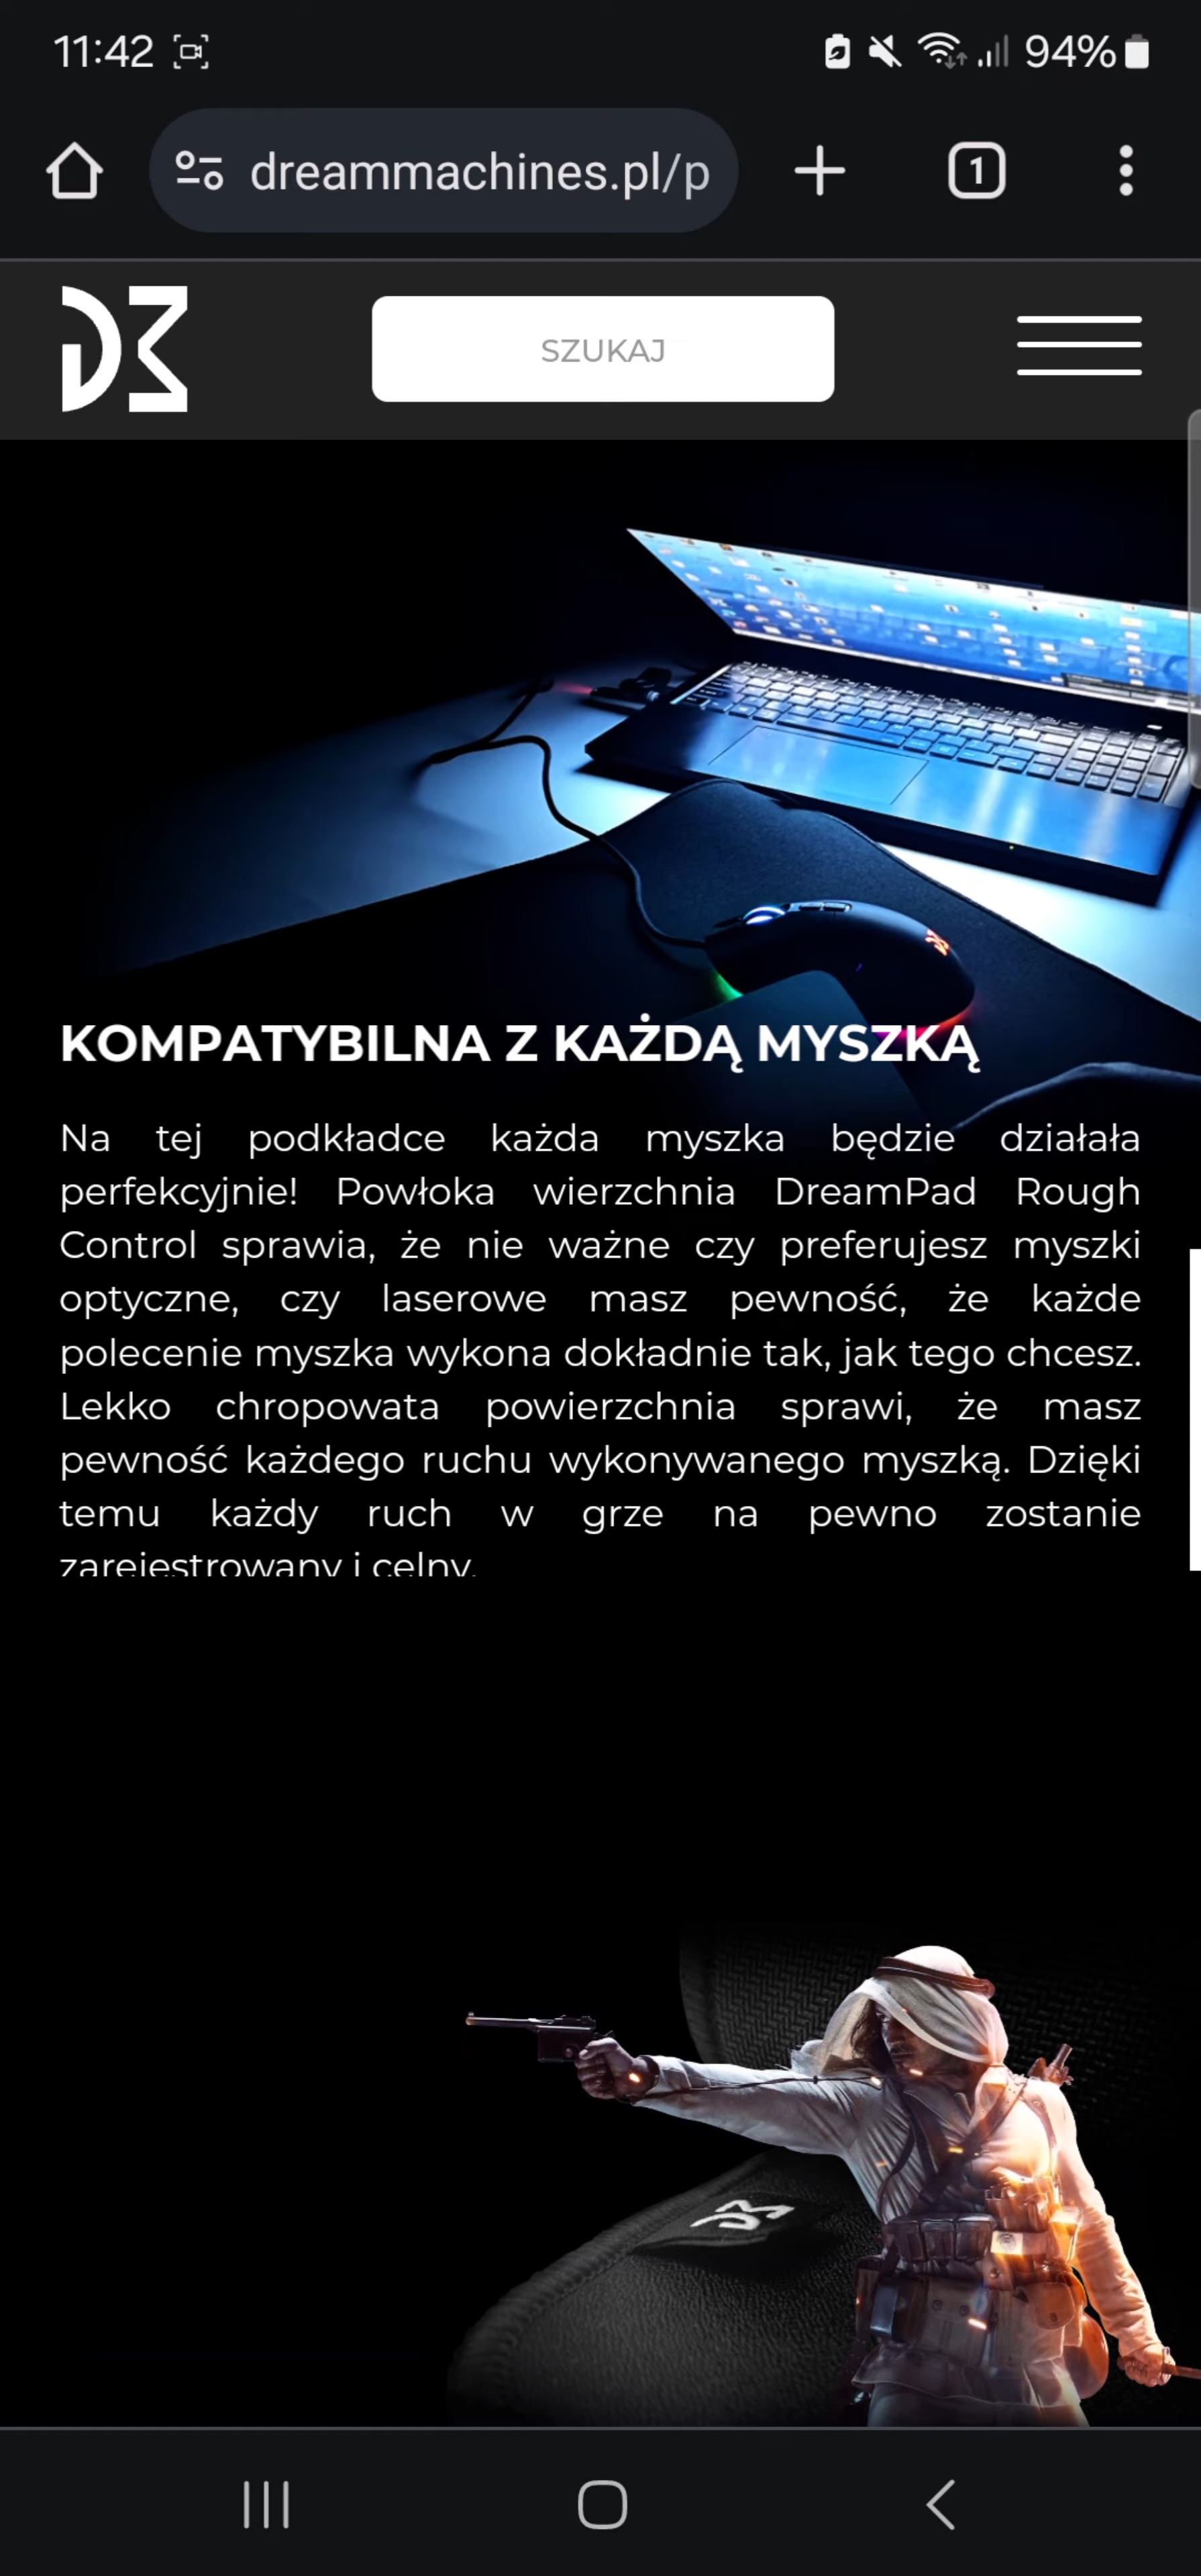 11:42
94%
dreammachines.pl/p
1
SZUKAJ
KOMPATYBILNA Z KAŻDĄ MYSZKĄ
Na tej podkładce każda myszka będzie działała
perfekcyjnie! Powłoka wierzchnia DreamPad Rough
Control sprawia, że nie ważne czy preferujesz myszki
optyczne, czy laserowe masz pewność, że każde
polecenie myszka wykona dokładnie tak, jak tego chcesz.
Lekko chropowata powierzchnia sprawi, że masz
pewność każdego ruchu wykonywanego myszką. Dzięki
temu każdy ruch w grze na pewno zostanie
zarejestrowany i celny.